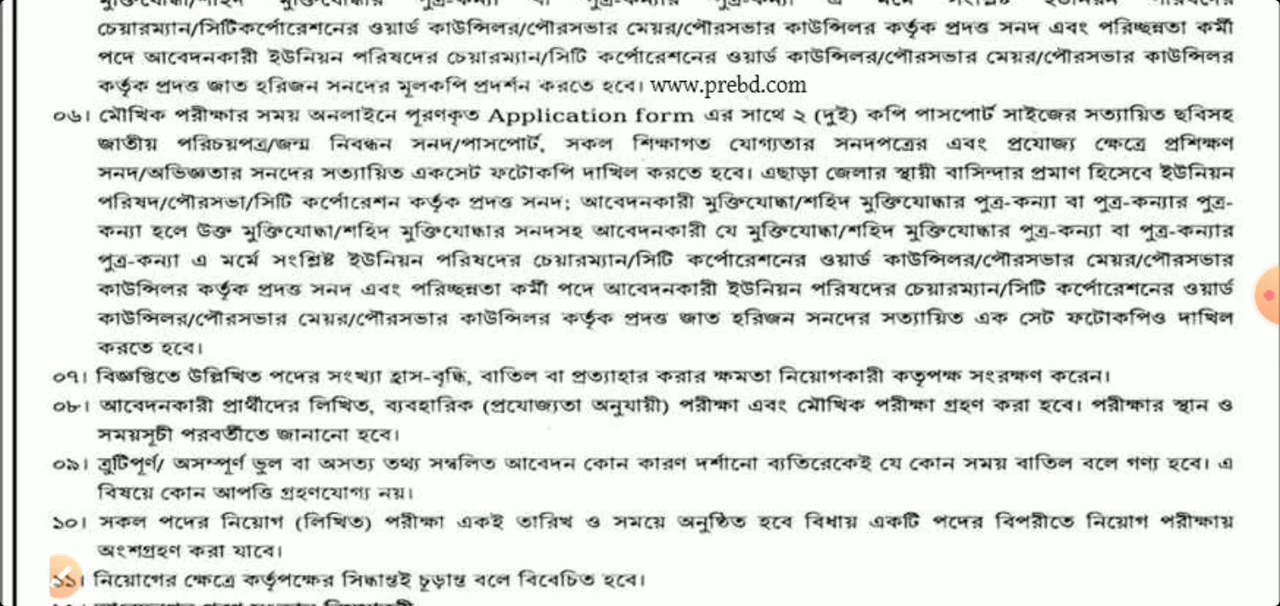 মুক্তিযোদ্ধা/শহিদ মুক্তিযোদ্ধার পুত্র-কন্যা বা পুত্র-কন্যার পুত্র-কন্যা এ মর্মে সংশ্লিষ্ট ইউনিয়ন পরিষদের
চেয়ারম্যান/সিটিকর্পোরেশনের ওয়ার্ড কাউন্সিলর/পৌরসভার মেয়র/পৌরসভার কাউন্সিলর কর্তৃক প্রদত্ত সনদ এবং পরিচ্ছন্নতা কর্মী
পদে আবেদনকারী ইউনিয়ন পরিষদের চেয়ারম্যান/সিটি কর্পোরেশনের ওয়ার্ড কাউন্সিলর/পৌরসভার মেয়র/পৌরসভার কাউন্সিলর
কর্তৃক প্রদত্ত জাত হরিজন সনদের মূলকপি প্রদর্শন করতে হবে। www.prebd.com
০৬। মৌখিক পরীক্ষার সময় অনলাইনে পূরণকৃত Application form এর সাথে ২ (দুই) কপি পাসপোর্ট সাইজের সত্যায়িত ছবিসহ
জাতীয় পরিচয়পত্র/জন্ম নিবন্ধন সনদ/পাসপোর্ট, সকল শিক্ষাগত যোগ্যতার সনদপত্রের এবং প্রযোজ্য ক্ষেত্রে প্রশিক্ষণ
সনদ/অভিজ্ঞতার সনদের সত্যায়িত একসেট ফটোকপি দাখিল করতে হবে। এছাড়া জেলার স্থায়ী বাসিন্দার প্রমাণ হিসেবে ইউনিয়ন
পরিষদ/পৌরসভা/সিটি কর্পোরেশন কর্তৃক প্রদত্ত সনদ; আবেদনকারী মুক্তিযোদ্ধা/শহিদ মুক্তিযোদ্ধার পুত্র-কন্যা বা পুত্র-কন্যার পুত্র-
কন্যা হলে উক্ত মুক্তিযোদ্ধা/শহিদ মুক্তিযোদ্ধার সনদসহ আবেদনকারী যে মুক্তিযোদ্ধা/শহিদ মুক্তিযোদ্ধার পুত্র-কন্যা বা পুত্র-কন্যার
পুত্র-কন্যা এ মর্মে সংশ্লিষ্ট ইউনিয়ন পরিষদের চেয়ারম্যান/সিটি কর্পোরেশনের ওয়ার্ড কাউন্সিলর/পৌরসভার মেয়র/পৌরসভার
কাউন্সিলর কর্তৃক প্রদত্ত সনদ এবং পরিচ্ছন্নতা কর্মী পদে আবেদনকারী ইউনিয়ন পরিষদের চেয়ারম্যান/সিটি কর্পোরেশনের ওয়ার্ড
কাউন্সিলর/পৌরসভার মেয়র/পৌরসভার কাউন্সিলর কর্তৃক প্রদত্ত জাত হরিজন সনদের সত্যায়িত এক সেট ফটোকপিও দাখিল
করতে হবে।
০৭। বিজ্ঞপ্তিতে উল্লিখিত পদের সংখ্যা হ্রাস-বৃদ্ধি, বাতিল বা প্রত্যাহার করার ক্ষমতা নিয়োগকারী কতৃপক্ষ সংরক্ষণ করেন।
০৮। আবেদনকারী প্রার্থীদের লিখিত, ব্যবহারিক (প্রযোজ্যতা অনুযায়ী) পরীক্ষা এবং মৌখিক পরীক্ষা গ্রহণ করা হবে। পরীক্ষার স্থান ও
সময়সূচী পরবর্তীতে জানানো হবে।
০৯। ত্রুটিপূর্ণ/ অসম্পূর্ণ ভুল বা অসত্য তথ্য সম্বলিত আবেদন কোন কারণ দর্শানো ব্যতিরেকেই যে কোন সময় বাতিল বলে গণ্য হবে। এ
বিষয়ে কোন আপত্তি গ্রহণযোগ্য নয়।
১০। সকল পদের নিয়োগ (লিখিত) পরীক্ষা একই তারিখ ও সময়ে অনুষ্ঠিত হবে বিধায় একটি পদের বিপরীতে নিয়োগ পরীক্ষায়
অংশগ্রহণ করা যাবে।
১১। নিয়োগের ক্ষেত্রে কর্তৃপক্ষের সিদ্ধান্তই চূড়ান্ত বলে বিবেচিত হবে।